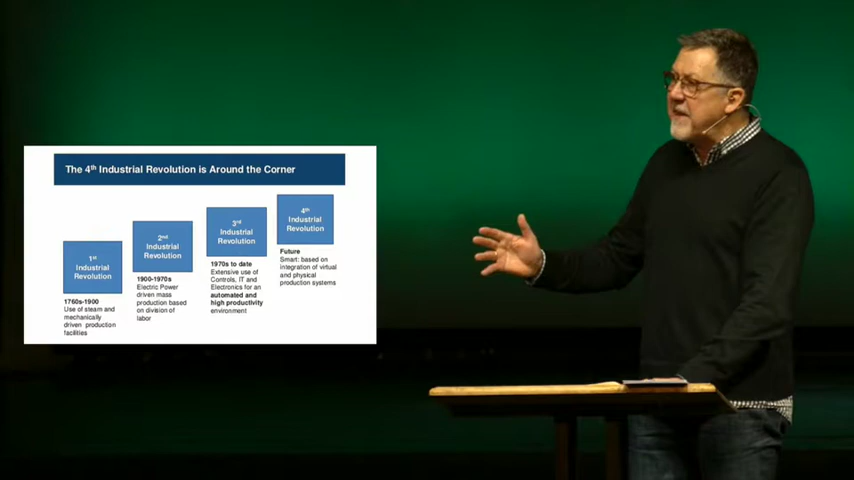 The 4th Industrial Revolution is Around the Corner
1st
Industrial
Revolution
1760s-1900
Use of steam and
mechanically
driven production
facilities
2nd
Industrial
Revolution
1900-1970s
Electric Power
driven mass
production based
on division of
labor
3rd
Industrial
Revolution
1970s to date
Extensive use of
Controls, IT and
Electronics for an
automated and
high productivity
environment
4th
Industrial
Revolution
Future
Smart: based on
integration of virtual
and physical
production systems